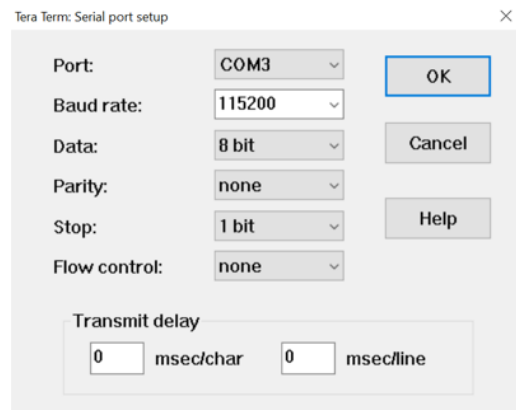 Tera Term: Serial port setup
Port: COM3
OK
Baud rate: 115200
Data: 8 bit
Cancel
Parity: none
Stop: 1 bit
Help
Flow control: none
Transmit delay
0 msec/char 0 msec/line